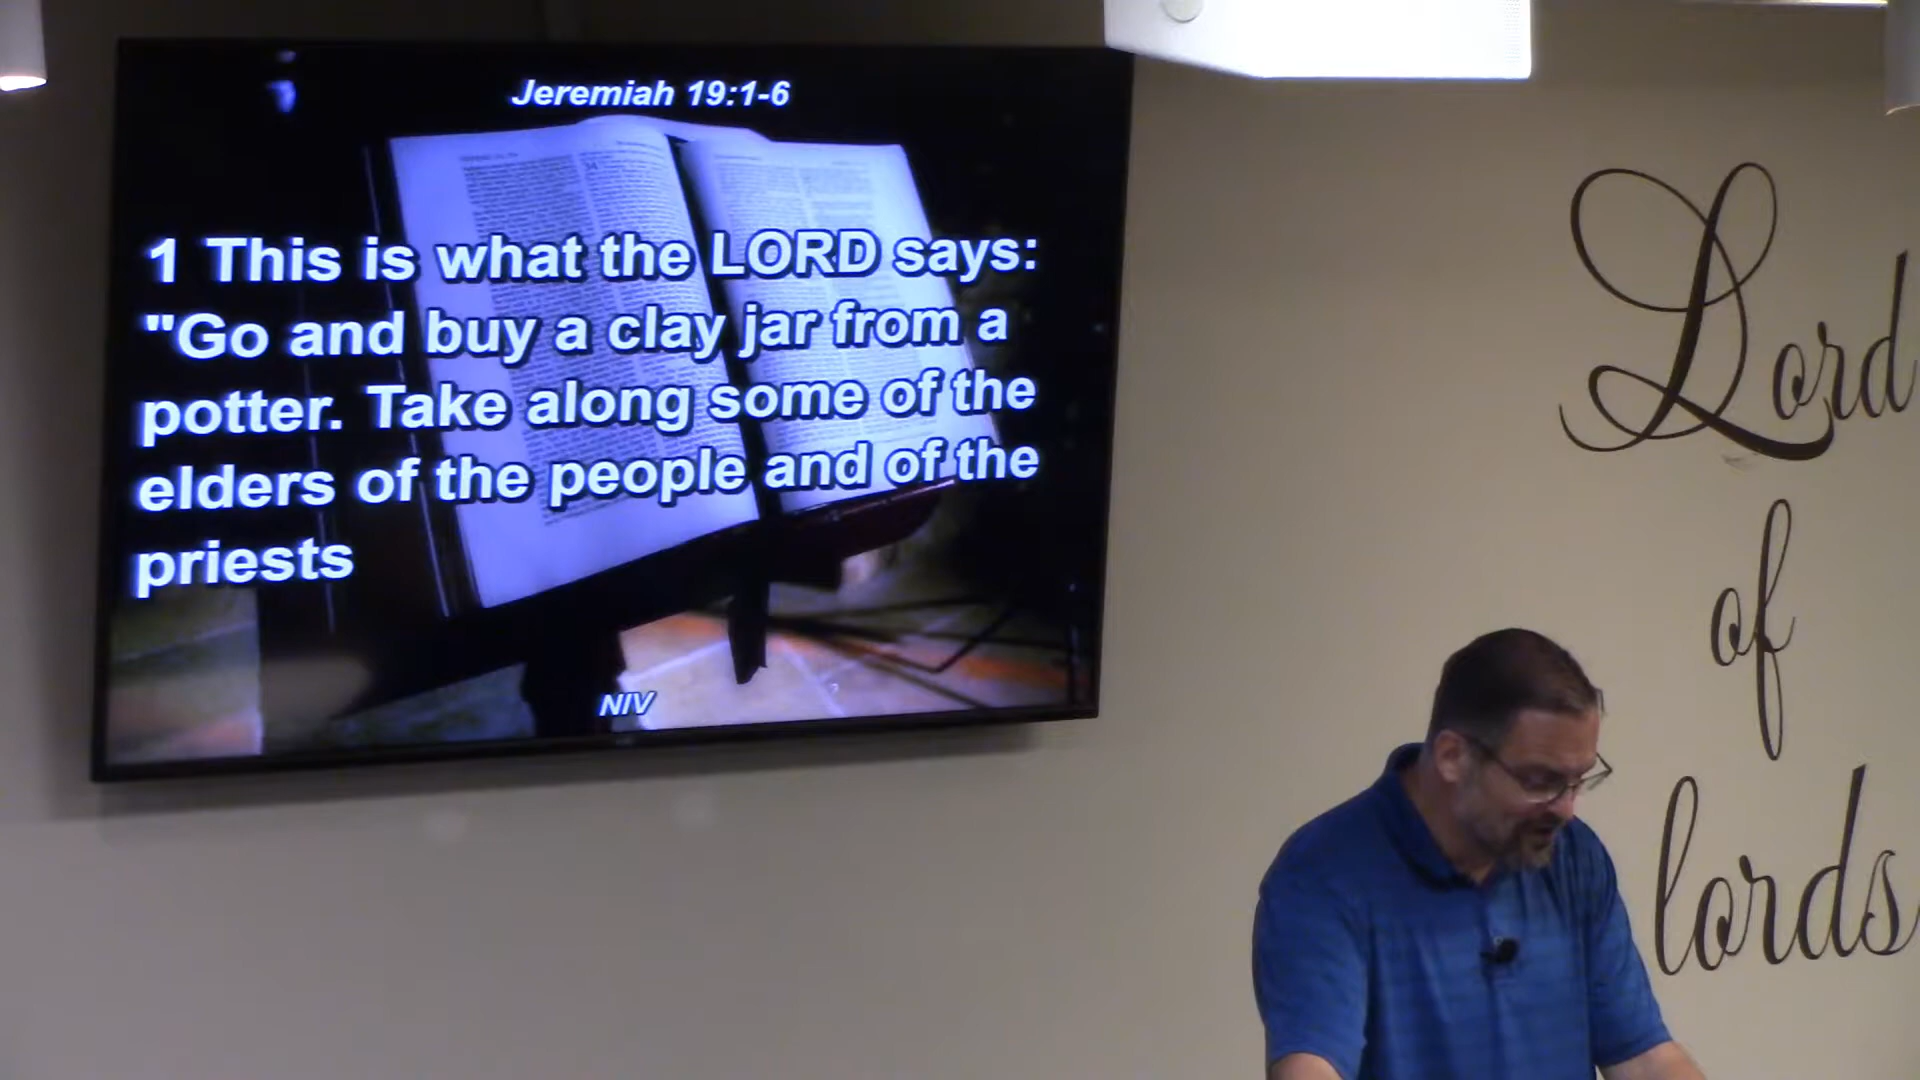 Jeremiah 19:1-6
1 This is what the LORD says:
"Go and buy a clay jar from a
potter. Take along some of the
elders of the people and of the
priests
NIV
Lord
of
lords